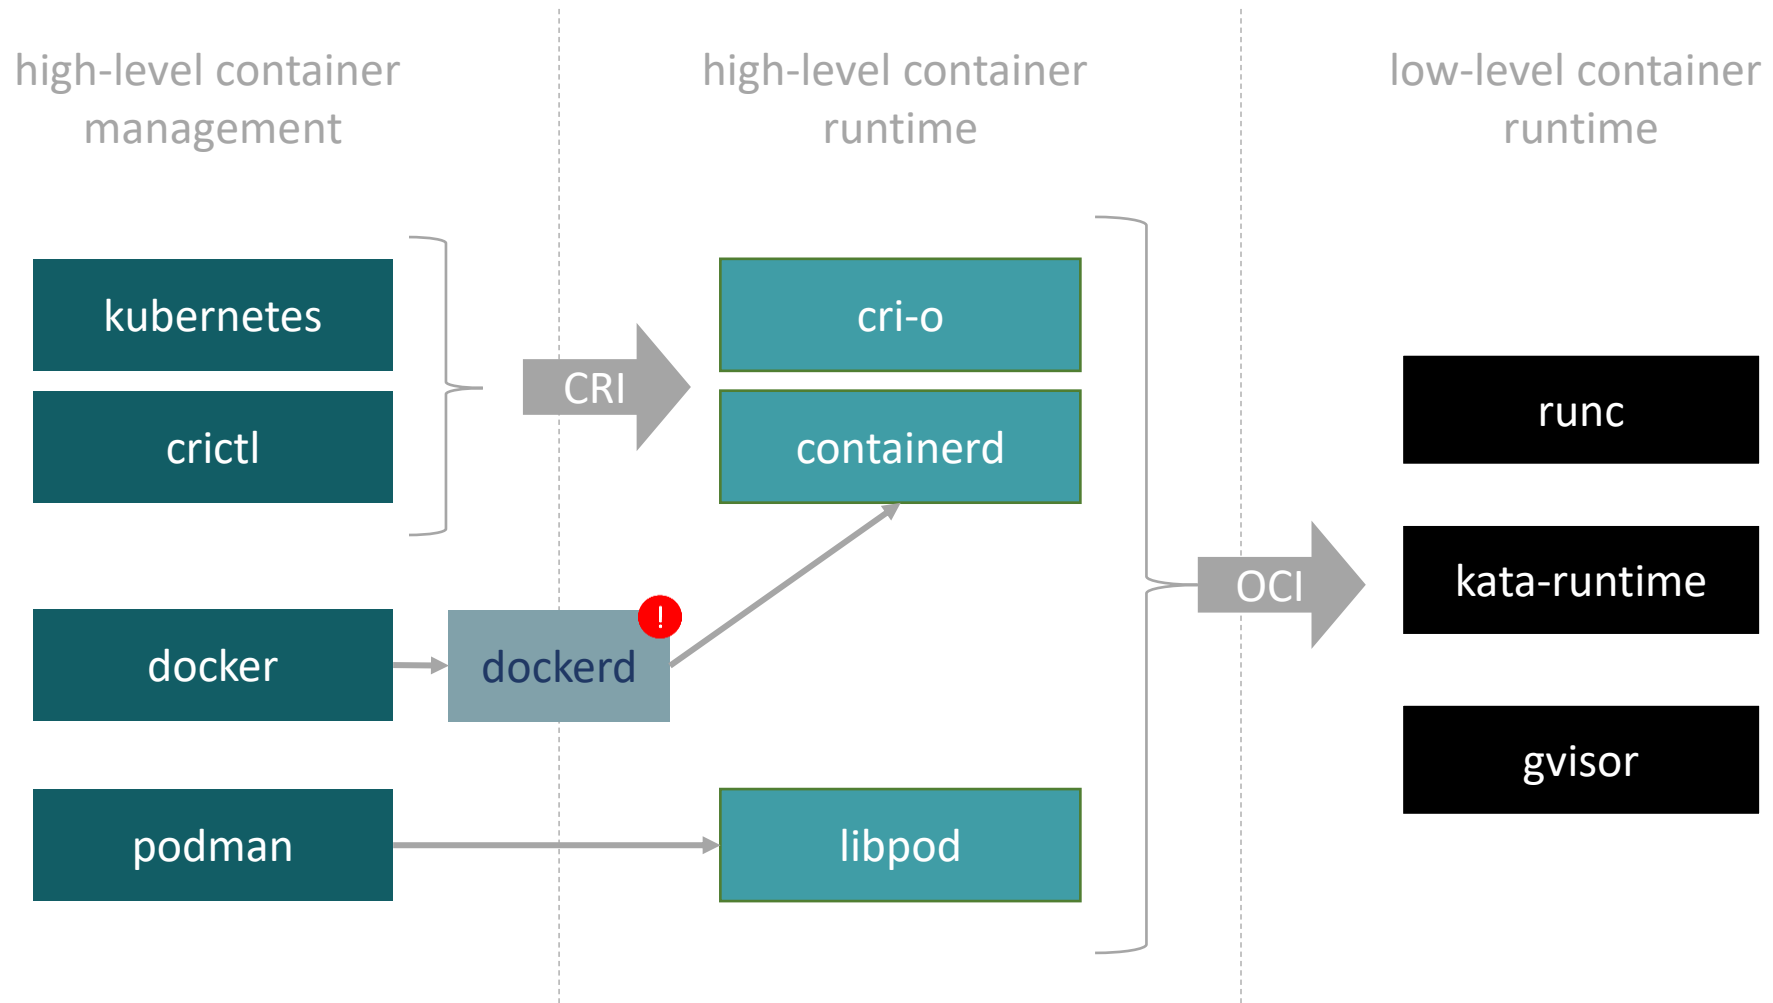 high-level container
management
high-level container
runtime
low-level container
runtime
kubernetes
crictl
docker
podman
CRI
dockerd
!
cri-o
containerd
libpod
OCI
runc
kata-runtime
gvisor